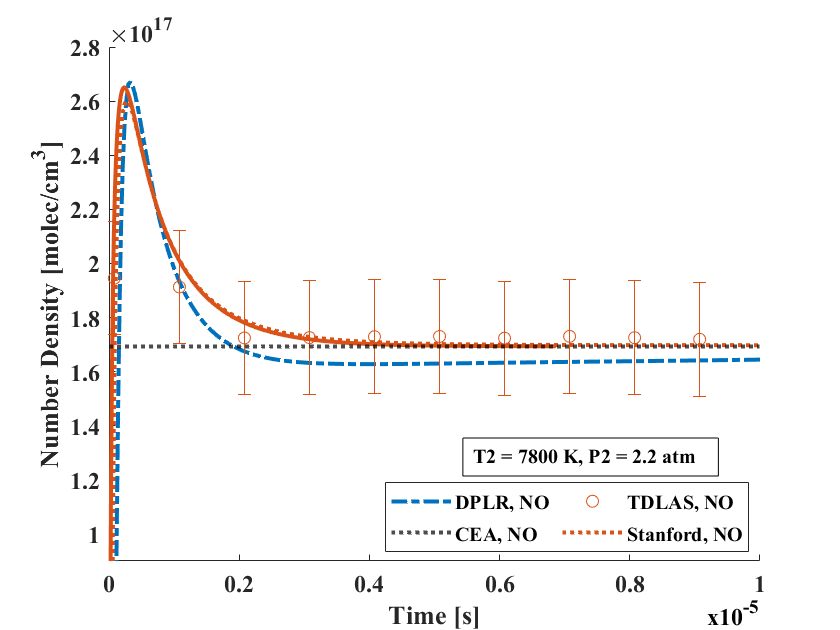 ×10^17
2.8
2.6
2.4
2.2
2
1.8
1.6
1.4
1.2
1
Number Density [molec/cm^3]
T2 = 7800 K, P2 = 2.2 atm
DPLR, NO
TDLAS, NO
CEA, NO
Stanford, NO
0 0.2 0.4 0.6 0.8 1
Time [s]
x10^-5